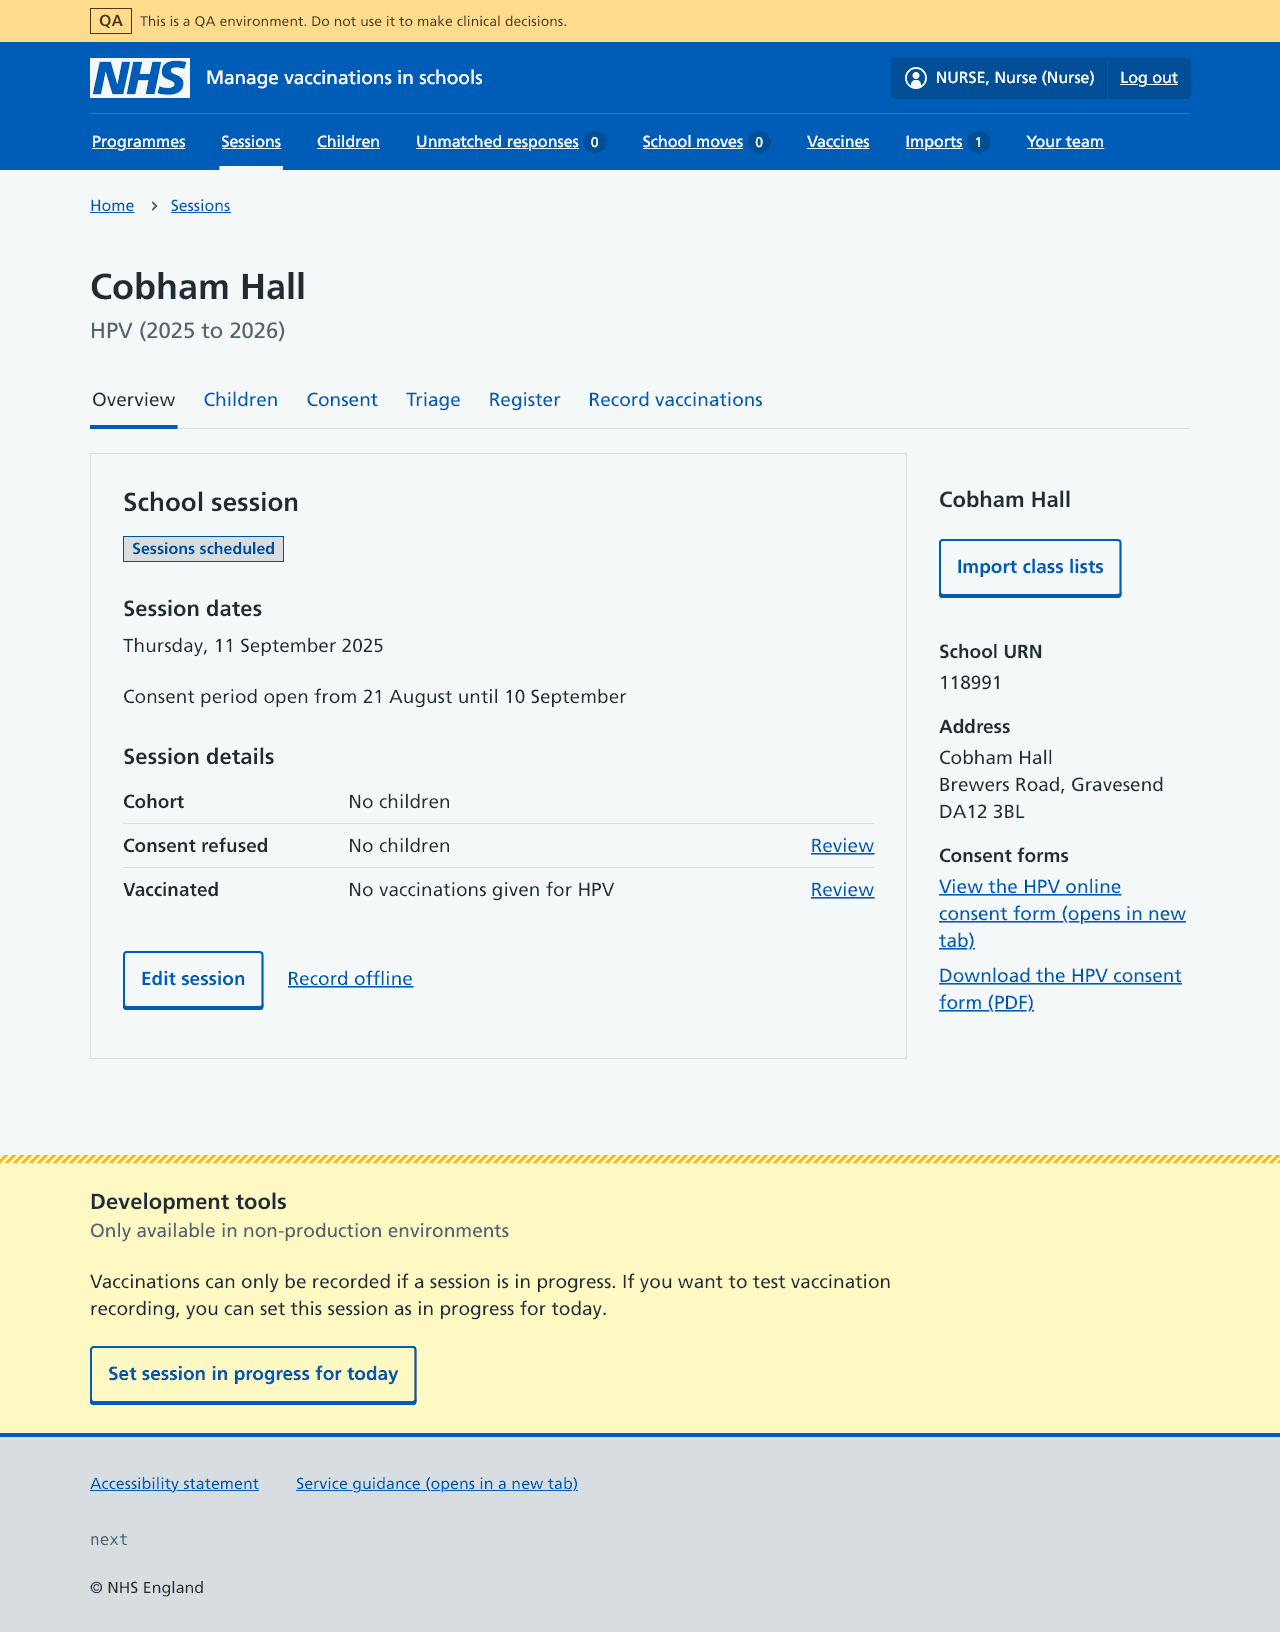 QA This is a QA environment. Do not use it to make clinical decisions.
NHS Manage vaccinations in schools NURSE, Nurse (Nurse) Log out
Programmes Sessions Children Unmatched responses 0 School moves 0 Vaccines Imports 1 Your team
Home Sessions
Cobham Hall
HPV (2025 to 2026)
Overview Children Consent Triage Register Record vaccinations
School session
Sessions scheduled
Session dates
Thursday, 11 September 2025
Consent period open from 21 August until 10 September
Session details
Cohort No children
Consent refused No children Review
Vaccinated No vaccinations given for HPV Review
Edit session Record offline
Cobham Hall
Import class lists
School URN
118991
Address
Cobham Hall
Brewers Road, Gravesend
DA12 3BL
Consent forms
View the HPV online
consent form (opens in new
tab)
Download the HPV consent
form (PDF)
Development tools
Only available in non-production environments
Vaccinations can only be recorded if a session is in progress. If you want to test vaccination
recording, you can set this session as in progress for today.
Set session in progress for today
Accessibility statement Service guidance (opens in a new tab)
next
© NHS England